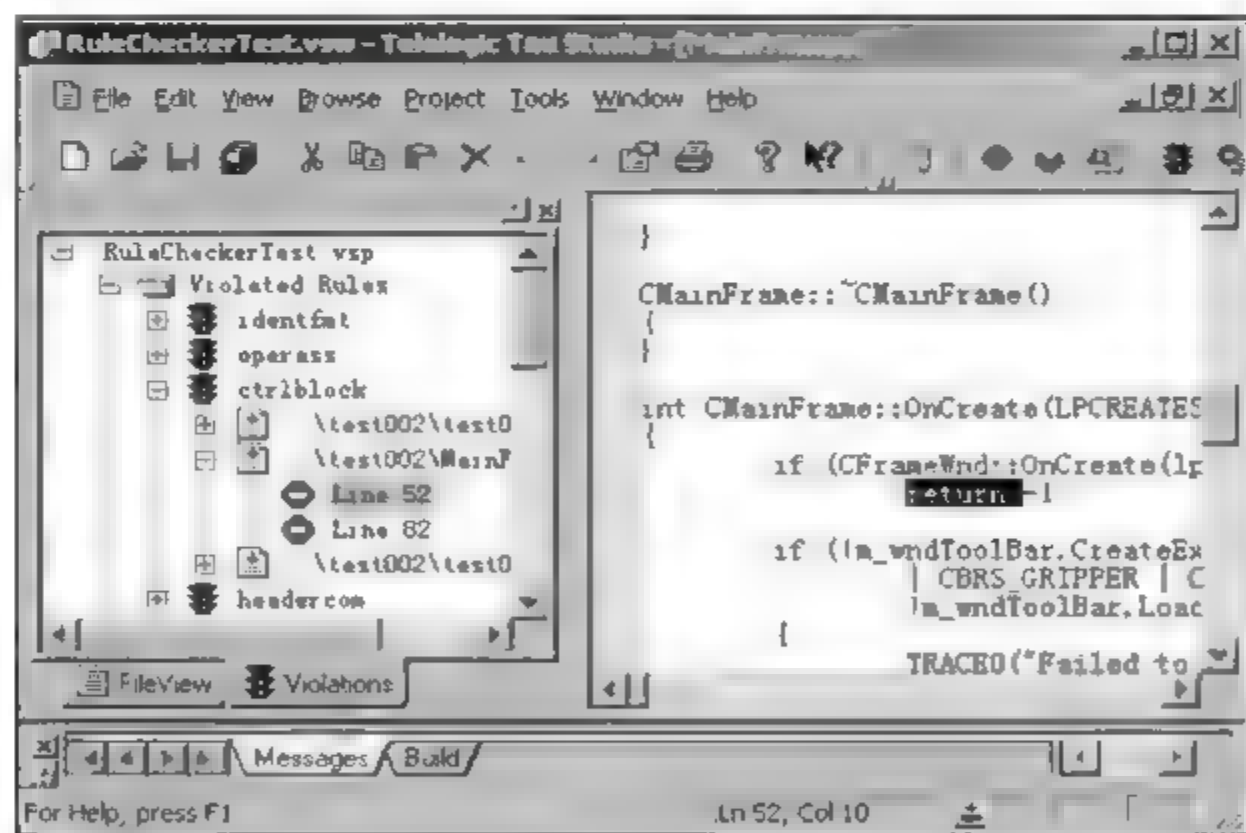 RuleCheckerTest.vsw - Telelogic Tau Studio -
File Edit View Browse Project Tools Window Help
RuleCheckerTest vsp
Violated Rules
identfmt
operass
ctrlblock
\test002\test0
\test002\MainF
Line 52
Line 82
\test002\test0
headercom
FileView Violations
}
CMainFrame::~CMainFrame()
{
}
int CMainFrame::OnCreate(LPCREATES
{
if (CFrameWnd::OnCreate(lp
return -1
if (!m_wndToolBar.CreateEx
| CBRS_GRIPPER | C
!m_wndToolBar.Load
{
TRACE0("Failed to
Messages Build
For Help, press F1
Ln 52, Col 10